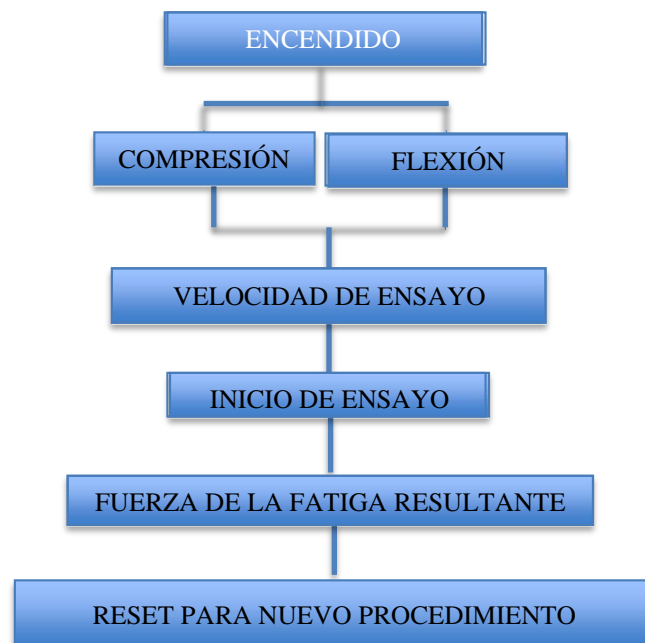 ENCENDIDO
COMPRESIÓN
FLEXIÓN
VELOCIDAD DE ENSAYO
INICIO DE ENSAYO
FUERZA DE LA FATIGA RESULTANTE
RESET PARA NUEVO PROCEDIMIENTO